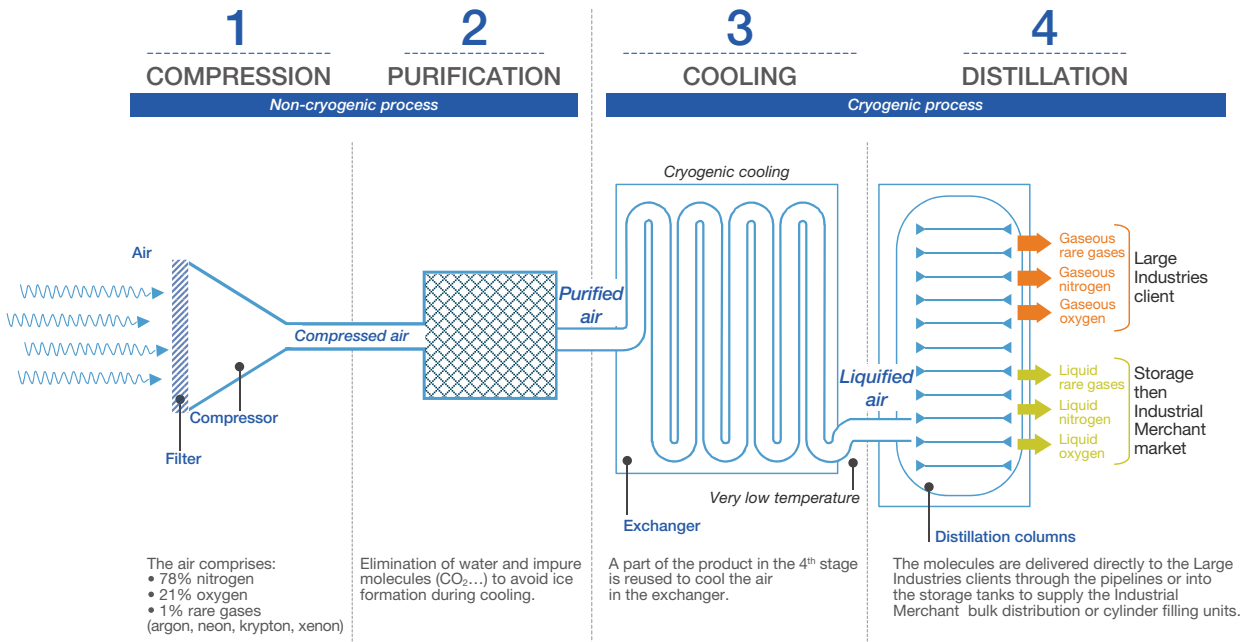 1
2
3
4
COMPRESSION
PURIFICATION
COOLING
DISTILLATION
Non-cryogenic process
Cryogenic process
Air
Compressed air
Compressor
Filter
Purified
air
Cryogenic cooling
Liquified
air
Very low temperature
Exchanger
Gaseous
rare gases
Gaseous
nitrogen
Gaseous
oxygen
Large
Industries
client
Liquid
rare gases
Liquid
nitrogen
Liquid
oxygen
Storage
then
Industrial
Merchant
market
Distillation columns
The air comprises:
• 78% nitrogen
• 21% oxygen
• 1% rare gases
(argon, neon, krypton, xenon)
Elimination of water and impure
molecules (CO₂…) to avoid ice
formation during cooling.
A part of the product in the 4th stage
is reused to cool the air
in the exchanger.
The molecules are delivered directly to the Large
Industries clients through the pipelines or into
the storage tanks to supply the Industrial
Merchant bulk distribution or cylinder filling units.